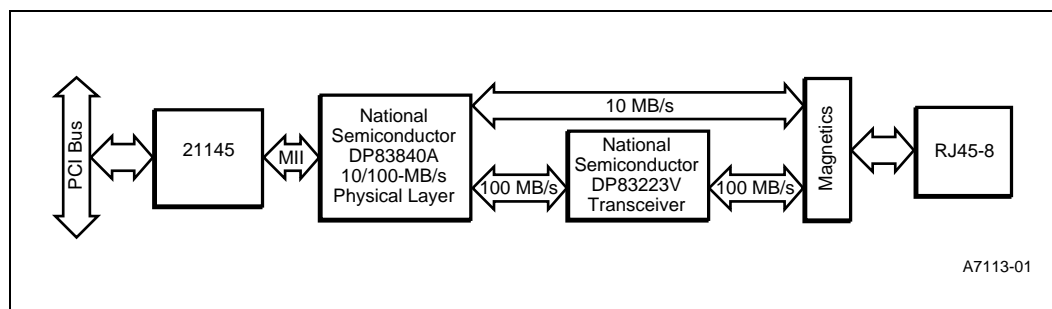 PCI Bus
21145
MII
National
Semiconductor
DP83840A
10/100-MB/s
Physical Layer
10 MB/s
100 MB/s
National
Semiconductor
DP83223V
Transceiver
100 MB/s
Magnetics
RJ45-8
A7113-01